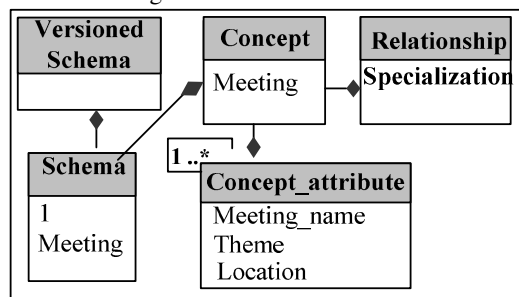 Versioned
Schema
Concept
Meeting
Relationship
Specialization
1 ..*
Schema
1
Meeting
Concept_attribute
Meeting_name
Theme
Location